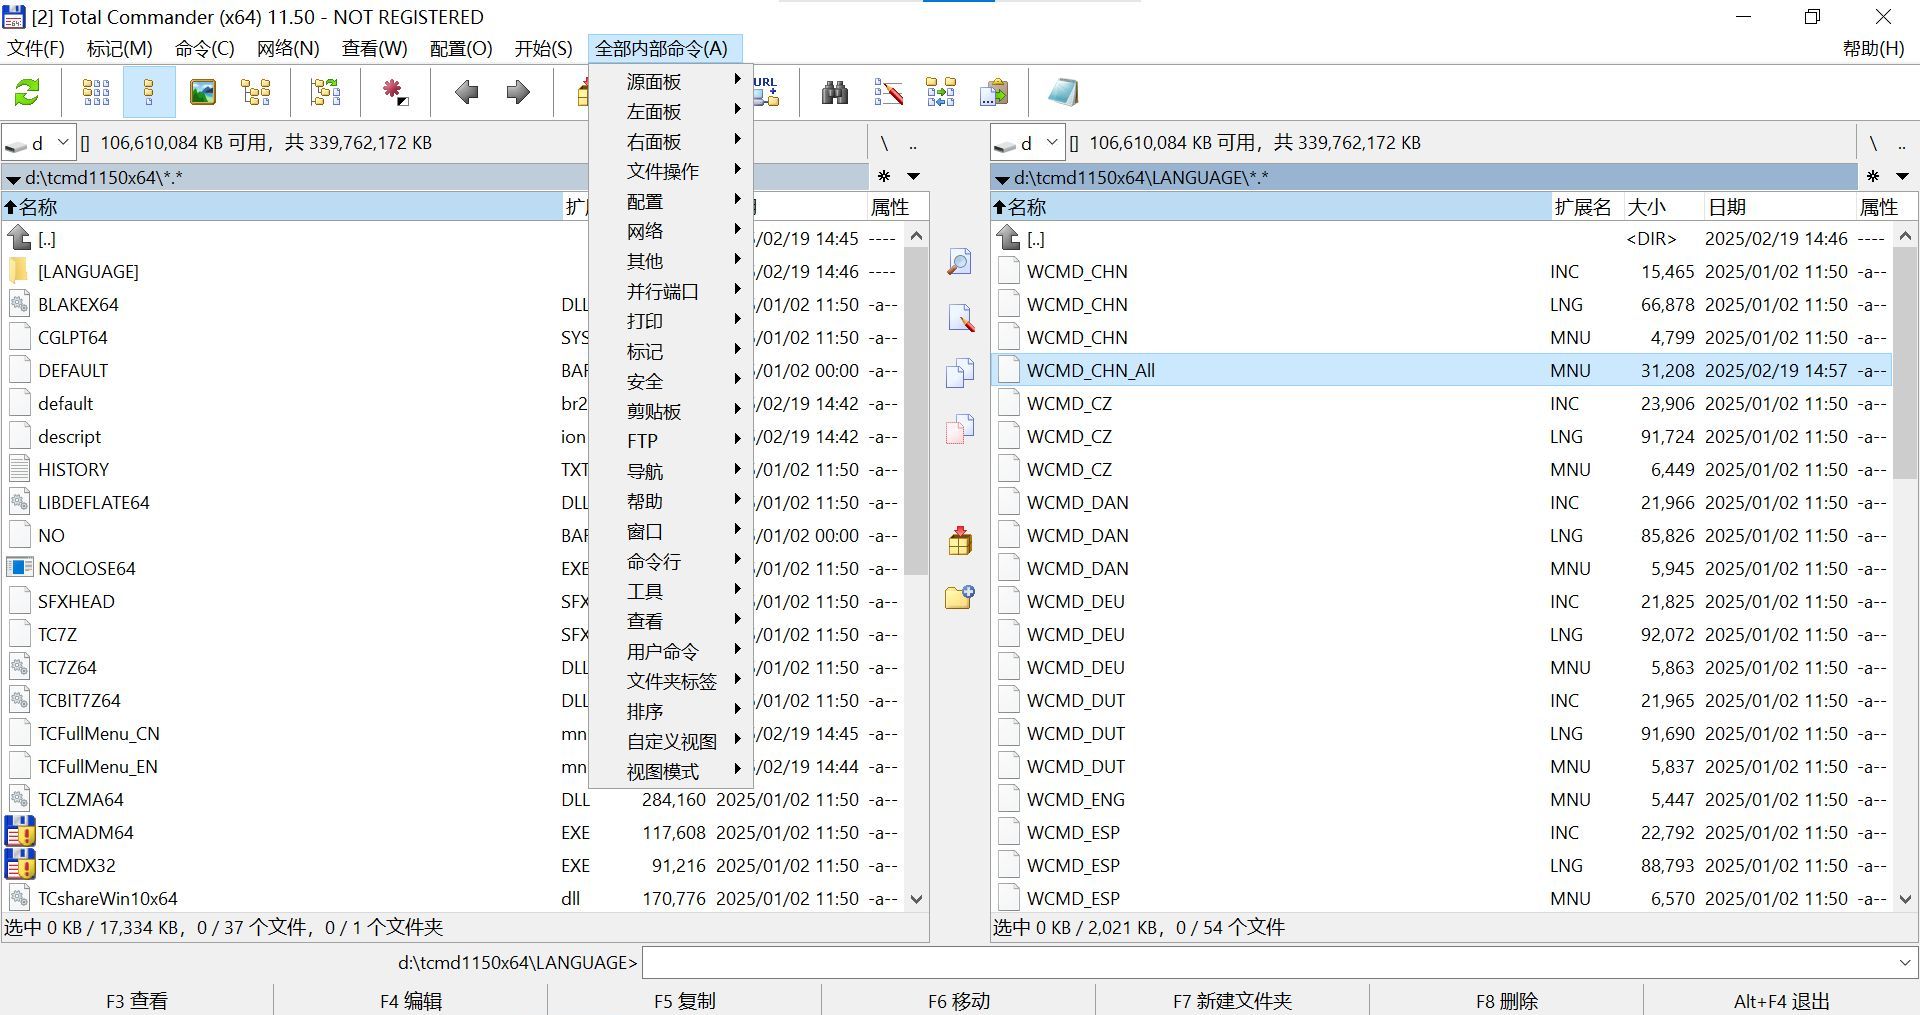 [2] Total Commander (x64) 11.50 - NOT REGISTERED
文件(F) 标记(M) 命令(C) 网络(N) 查看(W) 配置(O) 开始(S) 全部内部命令(A) 帮助(H)
URL
源面板
左面板
右面板
文件操作
配置
网络
其他
并行端口
打印
标记
安全
剪贴板
FTP
导航
帮助
窗口
命令行
工具
查看
用户命令
文件夹标签
排序
自定义视图
视图模式
d [] 106,610,084 KB 可用，共 339,762,172 KB \ ..
d:\tcmd1150x64\*.* * 
名称 属性
[..] /02/19 14:45 ----
[LANGUAGE] /02/19 14:46 ----
BLAKEX64 DLL /01/02 11:50 -a--
CGLPT64 SYS /01/02 11:50 -a--
DEFAULT BAR /01/02 00:00 -a--
default br2 /02/19 14:42 -a--
descript ion /02/19 14:42 -a--
HISTORY TXT /01/02 11:50 -a--
LIBDEFLATE64 DLL /01/02 11:50 -a--
NO BAR /01/02 00:00 -a--
NOCLOSE64 EXE /01/02 11:50 -a--
SFXHEAD SFX /01/02 11:50 -a--
TC7Z SFX /01/02 11:50 -a--
TC7Z64 DLL /01/02 11:50 -a--
TCBIT7Z64 DLL /01/02 11:50 -a--
TCFullMenu_CN mn /02/19 14:45 -a--
TCFullMenu_EN mn /02/19 14:44 -a--
TCLZMA64 DLL 284,160 2025/01/02 11:50 -a--
TCMADM64 EXE 117,608 2025/01/02 11:50 -a--
TCMDX32 EXE 91,216 2025/01/02 11:50 -a--
TCshareWin10x64 dll 170,776 2025/01/02 11:50 -a--
选中 0 KB / 17,334 KB，0 / 37 个文件，0 / 1 个文件夹
d [] 106,610,084 KB 可用，共 339,762,172 KB \ ..
d:\tcmd1150x64\LANGUAGE\*.* *
名称 扩展名 大小 日期 属性
[..] <DIR> 2025/02/19 14:46 ----
WCMD_CHN INC 15,465 2025/01/02 11:50 -a--
WCMD_CHN LNG 66,878 2025/01/02 11:50 -a--
WCMD_CHN MNU 4,799 2025/01/02 11:50 -a--
WCMD_CHN_All MNU 31,208 2025/02/19 14:57 -a--
WCMD_CZ INC 23,906 2025/01/02 11:50 -a--
WCMD_CZ LNG 91,724 2025/01/02 11:50 -a--
WCMD_CZ MNU 6,449 2025/01/02 11:50 -a--
WCMD_DAN INC 21,966 2025/01/02 11:50 -a--
WCMD_DAN LNG 85,826 2025/01/02 11:50 -a--
WCMD_DAN MNU 5,945 2025/01/02 11:50 -a--
WCMD_DEU INC 21,825 2025/01/02 11:50 -a--
WCMD_DEU LNG 92,072 2025/01/02 11:50 -a--
WCMD_DEU MNU 5,863 2025/01/02 11:50 -a--
WCMD_DUT INC 21,965 2025/01/02 11:50 -a--
WCMD_DUT LNG 91,690 2025/01/02 11:50 -a--
WCMD_DUT MNU 5,837 2025/01/02 11:50 -a--
WCMD_ENG MNU 5,447 2025/01/02 11:50 -a--
WCMD_ESP INC 22,792 2025/01/02 11:50 -a--
WCMD_ESP LNG 88,793 2025/01/02 11:50 -a--
WCMD_ESP MNU 6,570 2025/01/02 11:50 -a--
选中 0 KB / 2,021 KB，0 / 54 个文件
d:\tcmd1150x64\LANGUAGE>
F3 查看 F4 编辑 F5 复制 F6 移动 F7 新建文件夹 F8 删除 Alt+F4 退出